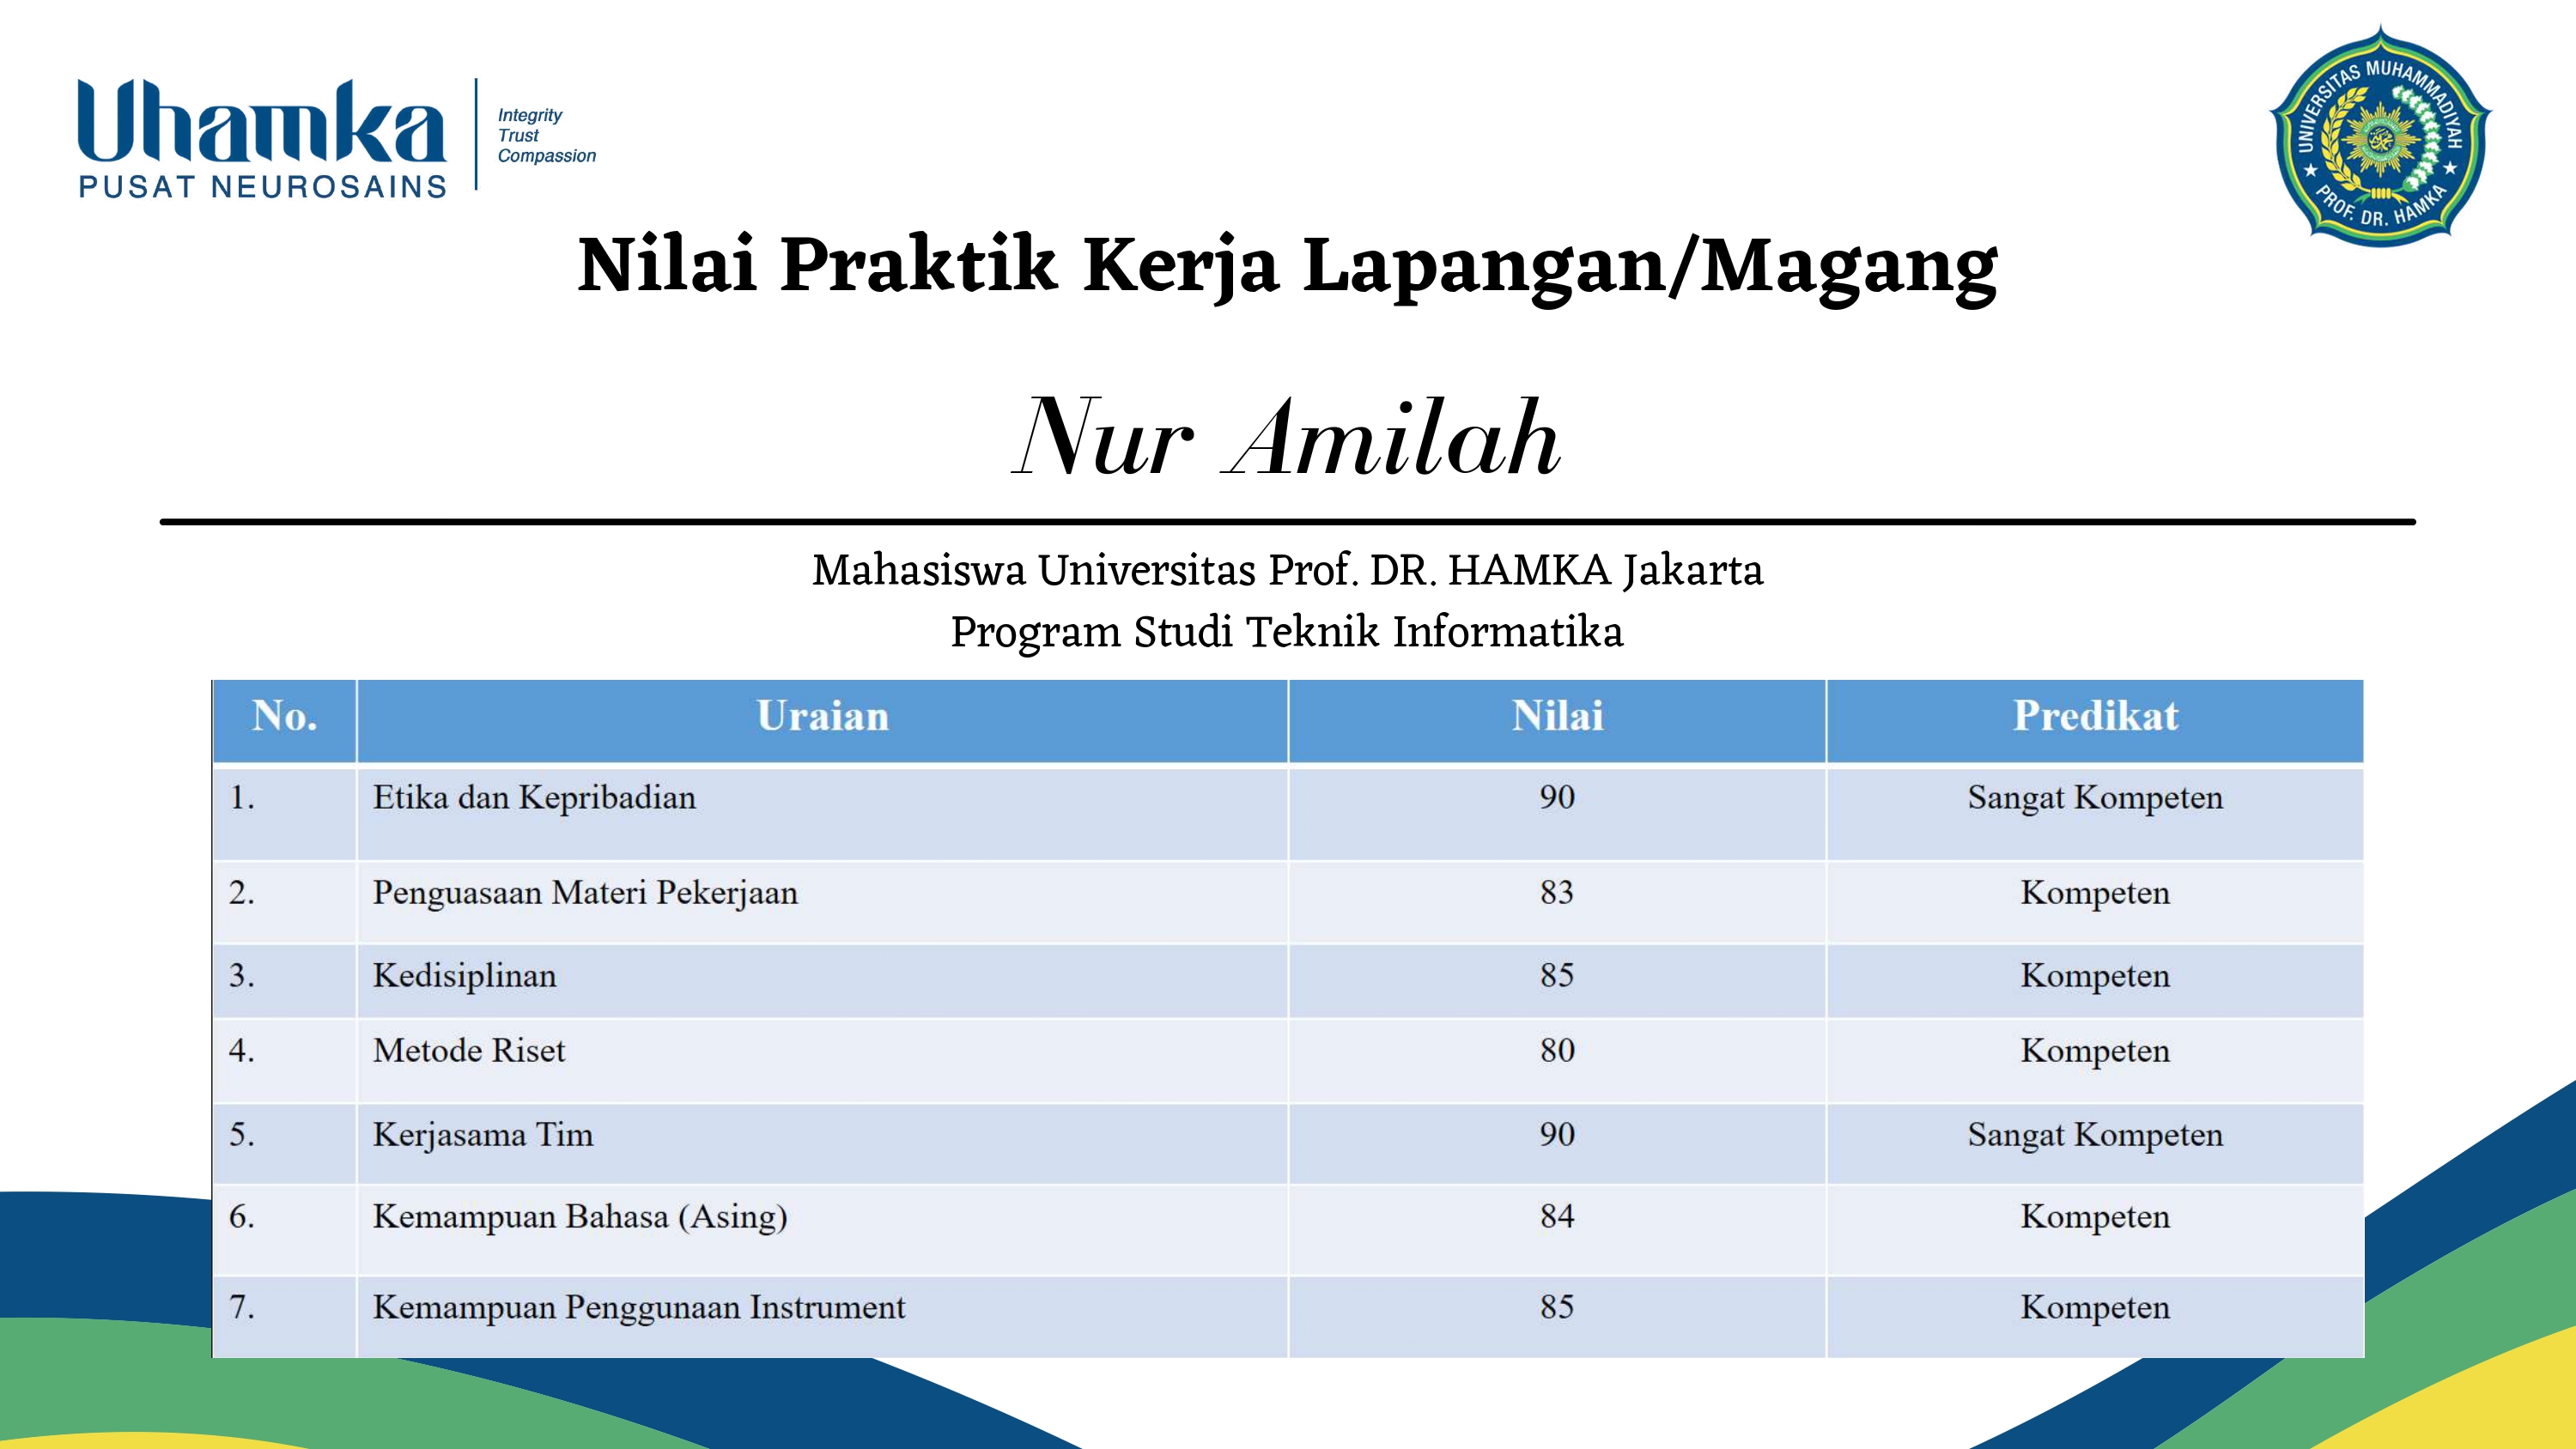 Uhamka
PUSAT NEUROSAINS
Integrity
Trust
Compassion
UNIVERSITAS MUHAMMADIYAH
PROF. DR. HAMKA
Nilai Praktik Kerja Lapangan/Magang
Nur Amilah
Mahasiswa Universitas Prof. DR. HAMKA Jakarta
Program Studi Teknik Informatika
No. Uraian Nilai Predikat
1. Etika dan Kepribadian 90 Sangat Kompeten
2. Penguasaan Materi Pekerjaan 83 Kompeten
3. Kedisiplinan 85 Kompeten
4. Metode Riset 80 Kompeten
5. Kerjasama Tim 90 Sangat Kompeten
6. Kemampuan Bahasa (Asing) 84 Kompeten
7. Kemampuan Penggunaan Instrument 85 Kompeten